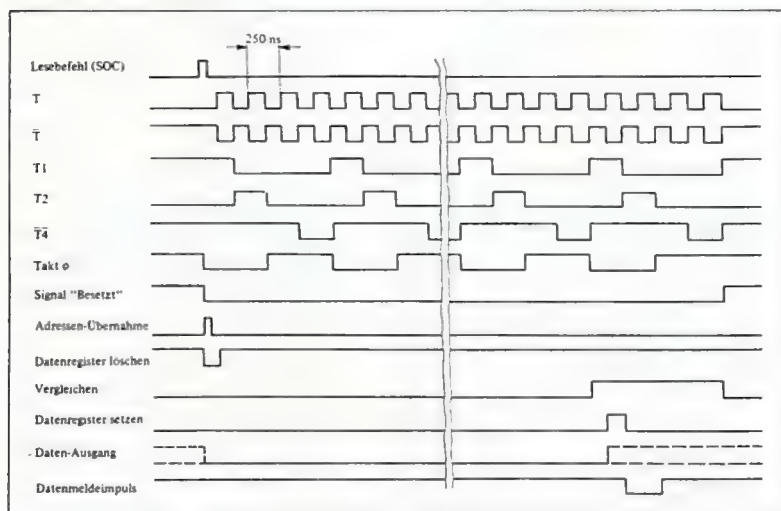 250 ns
Lesebefehl (SOC)
T
T̄
T1
T2
T̄4̄
Takt φ
Signal "Besetzt"
Adressen-Übernahme
Datenregister löschen
Vergleichen
Datenregister setzen
Daten-Ausgang
Datenmeldeimpuls